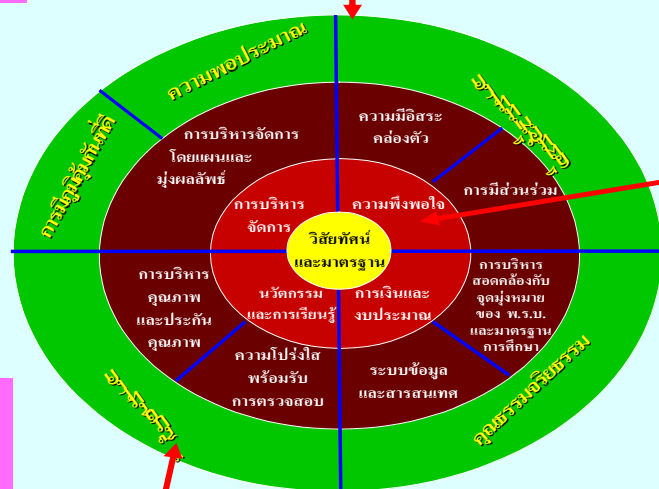 ความพอประมาณ
การมีภูมิคุ้มกันที่ดี
การบริหารจัดการ
โดยแผนและ
มุ่งผลลัพธ์
ความมีอิสระ
คล่องตัว
การมีส่วนร่วม
การบริหาร
จัดการ
ความพึงพอใจ
วิสัยทัศน์
และมาตรฐาน
นวัตกรรม
และการเรียนรู้
การเงินและ
งบประมาณ
การบริหาร
คุณภาพ
และประกัน
คุณภาพ
การบริหาร
สอดคล้องกับ
จุดมุ่งหมาย
ของ พ.ร.บ.
และมาตรฐาน
การศึกษา
ความโปร่งใส
พร้อมรับ
การตรวจสอบ
ระบบข้อมูล
และสารสนเทศ
คุณธรรมจริยธรรม